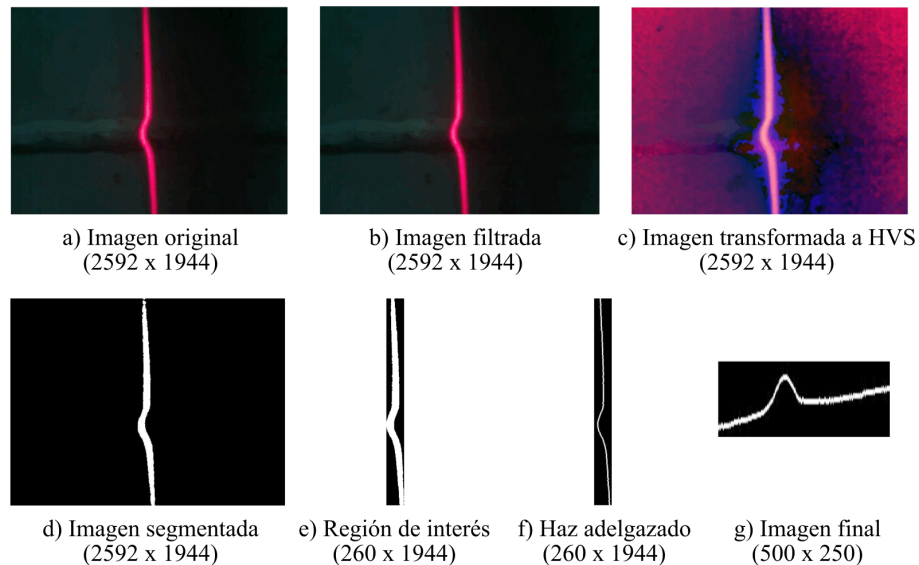 a) Imagen original
(2592 x 1944)
b) Imagen filtrada
(2592 x 1944)
c) Imagen transformada a HVS
(2592 x 1944)
d) Imagen segmentada
(2592 x 1944)
e) Región de interés
(260 x 1944)
f) Haz adelgazado
(260 x 1944)
g) Imagen final
(500 x 250)